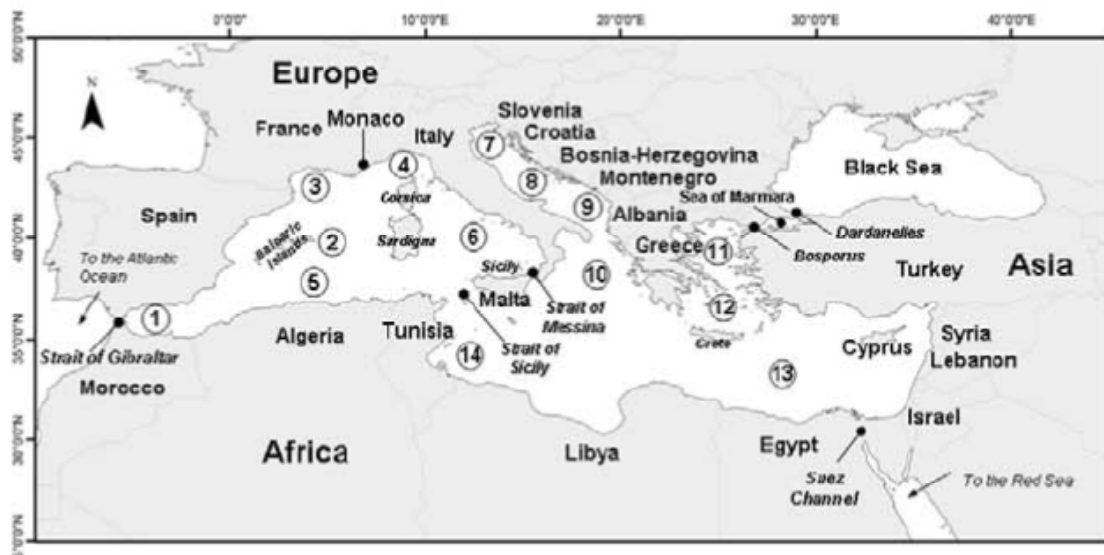 0°0'0"E
10°0'0"E
20°0'0"E
30°0'0"E
40°0'0"E
50°0'0"N
45°0'0"N
40°0'0"N
35°0'0"N
30°0'0"N
N
Europe
Monaco
France
Italy
Slovenia
Croatia
Bosnia-Herzegovina
Montenegro
Black Sea
Sea of Marmara
Albania
Dardanelles
Bosporus
Greece
Turkey
Asia
Spain
Corsica
Sardigna
Balearic
Islands
To the Atlantic
Ocean
Sicily
Malta
Strait of
Messina
Strait of
Sicily
Crete
Cyprus
Syria
Lebanon
Israel
Algeria
Tunisia
Strait of Gibraltar
Morocco
Africa
Libya
Egypt
Suez
Channel
To the Red Sea
1
2
3
4
5
6
7
8
9
10
11
12
13
14